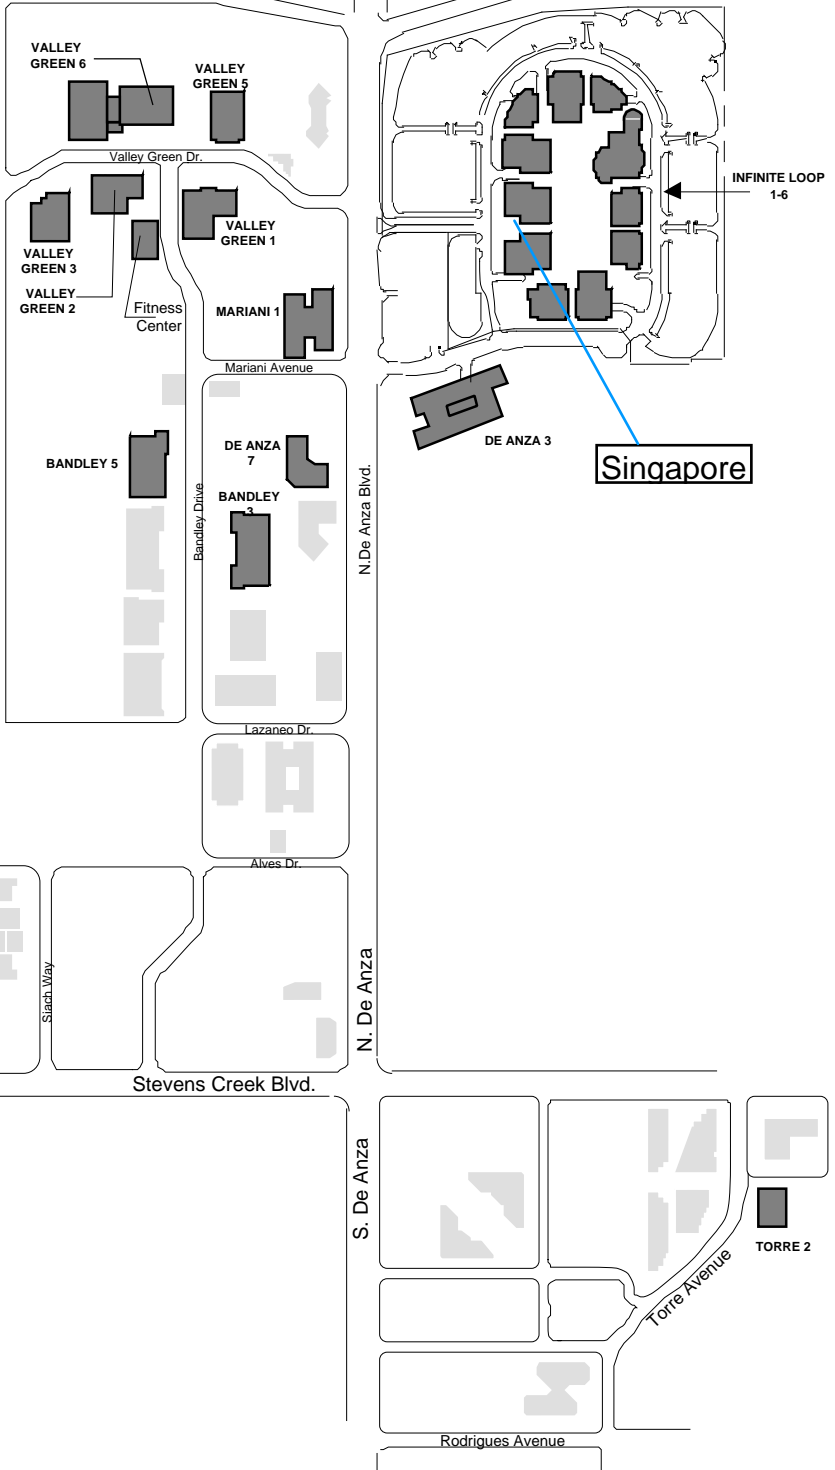 VALLEY
GREEN 6
VALLEY
GREEN 5
Valley Green Dr.
INFINITE LOOP
1-6
VALLEY
GREEN 3
VALLEY
GREEN 1
VALLEY
GREEN 2
Fitness
Center
MARIANI 1
Mariani Avenue
DE ANZA 3
DE ANZA
7
BANDLEY 5
Singapore
BANDLEY
3
Bandley Drive
N.De Anza Blvd.
Lazaneo Dr.
Alves Dr.
Siach Way
N. De Anza
Stevens Creek Blvd.
S. De Anza
TORRE 2
Torre Avenue
Rodrigues Avenue